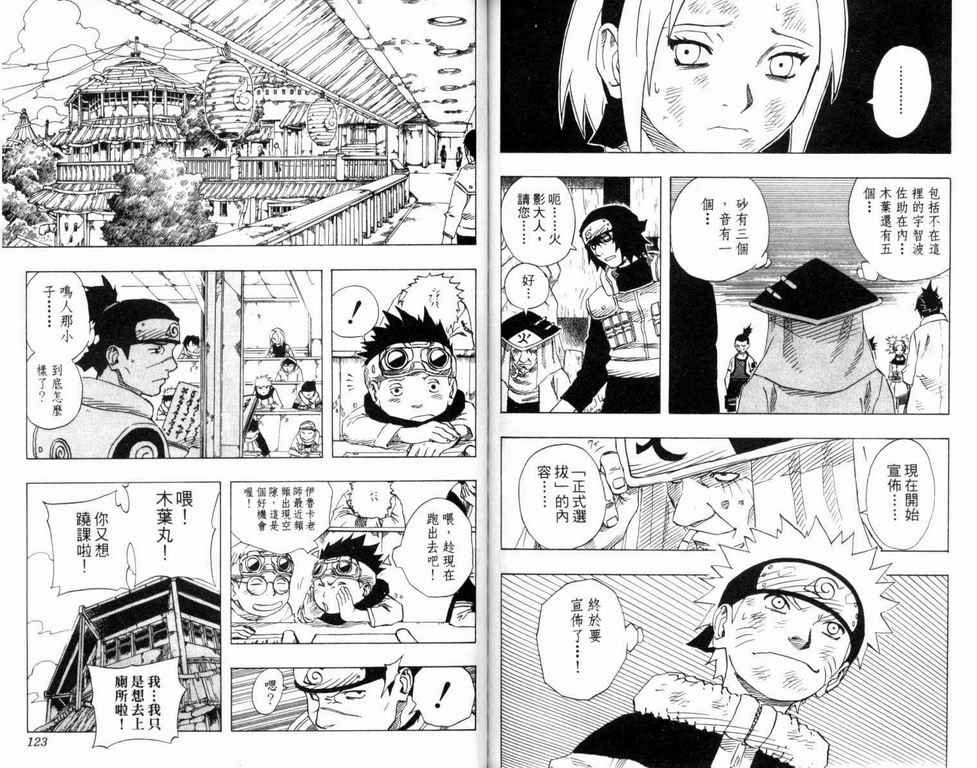 ………
包括不在這
裡的宇智波
佐助在內…
木葉還有五
個…
砂有三個
，音有一
個…
呃……火
影大人，
請您…
好…
火
現在開始
宣佈……
「正式選
拔」的內
容……
終於要
宣佈了…！
鳴人那小
子……
到底怎麼
樣了？
！
喂，趁現在
跑出去吧！
伊魯卡老
師最近頻
頻出現空
隙，這是
個好機會
喔！
！
嗯？
喂！
木葉丸！
你又想
蹺課啦！
我…我只
是想去上
廁所啦！
123